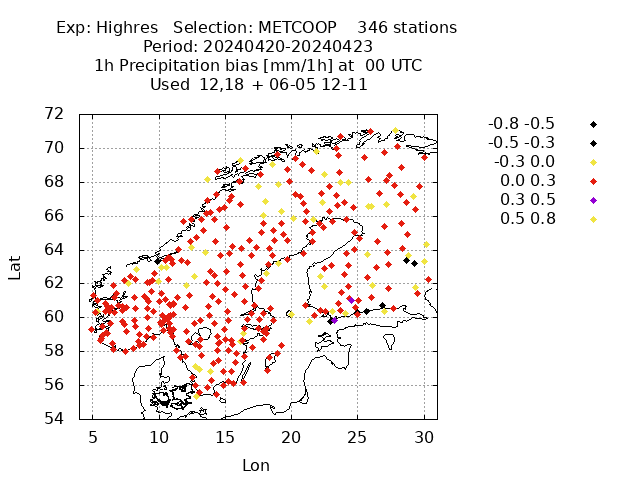 Exp: Highres   Selection: METCOOP    346 stations
Period: 20240420-20240423
1h Precipitation bias [mm/1h] at  00 UTC
Used  12,18 + 06-05 12-11
-0.8 -0.5
-0.5 -0.3
-0.3 0.0
0.0 0.3
0.3 0.5
0.5 0.8
72
70
68
66
64
62
60
58
56
54
Lat
5 10 15 20 25 30
Lon